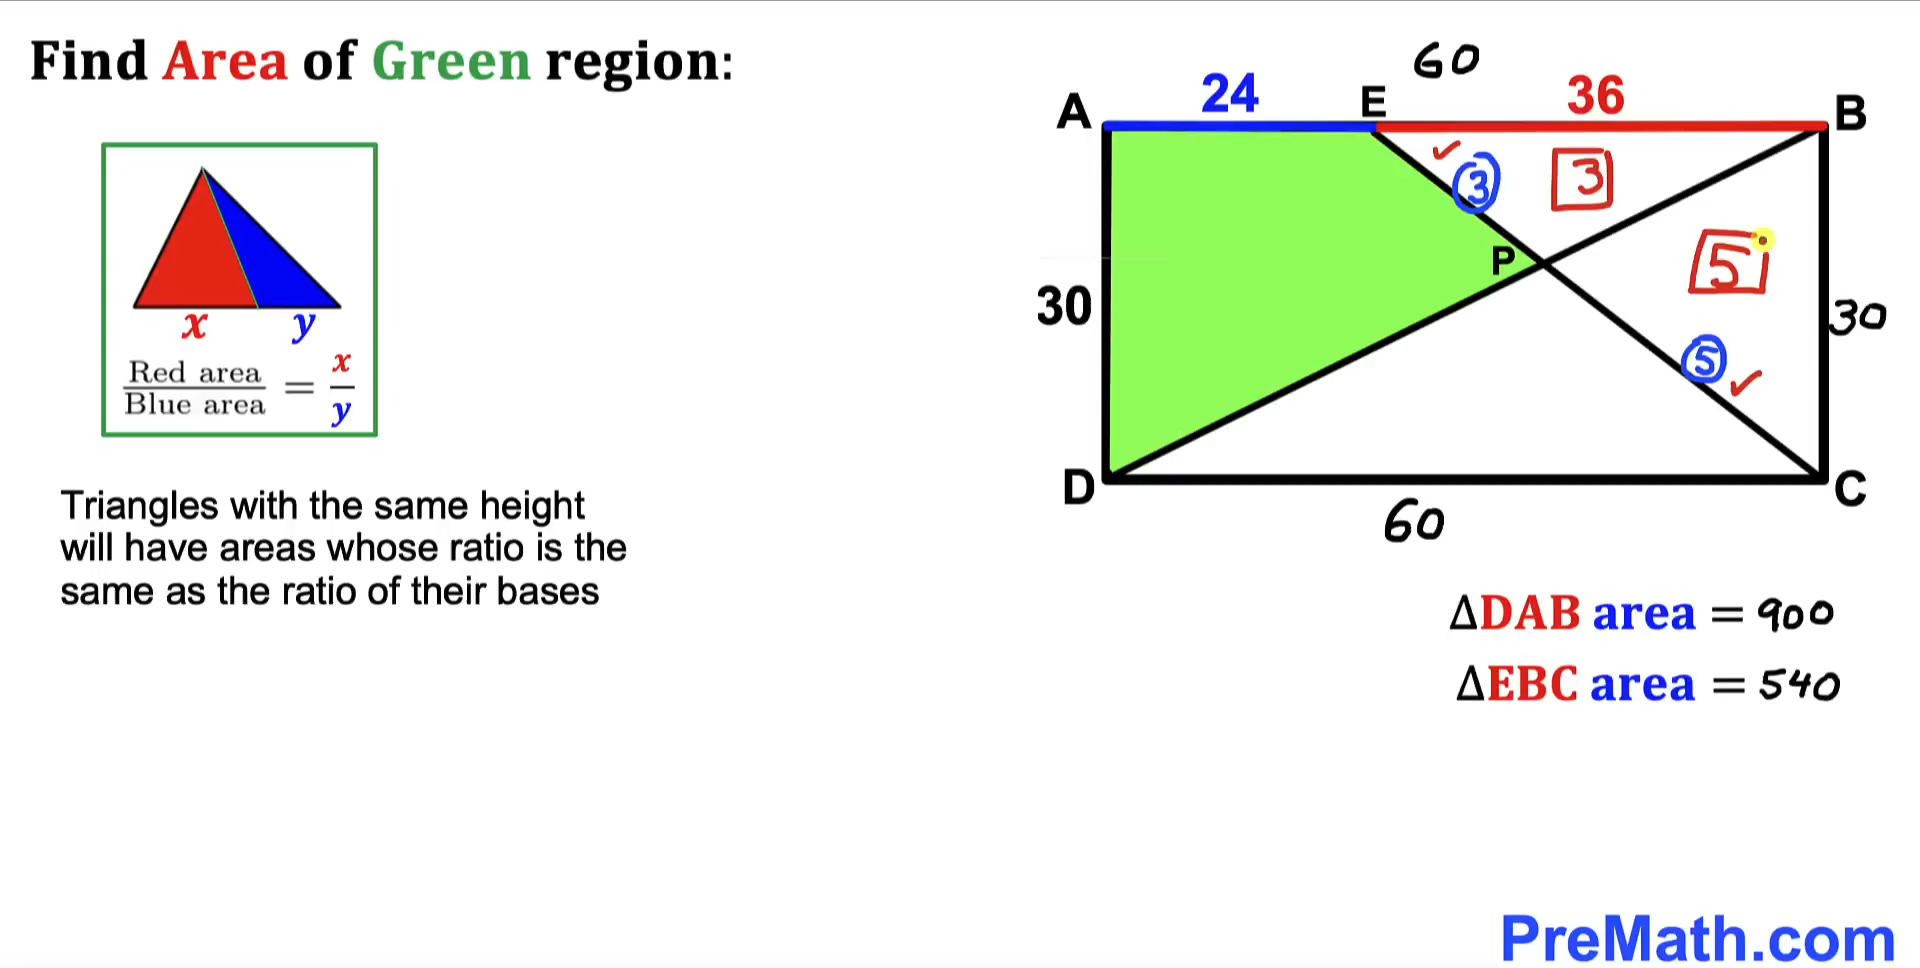 Find Area of Green region:
60
24
E
36
A
B
3
3
5
P
30
30
x
y
Red area
Blue area
=
x
y
5
D
C
60
Triangles with the same height
will have areas whose ratio is the
same as the ratio of their bases
ΔDAB area = 900
ΔEBC area = 540
PreMath.com